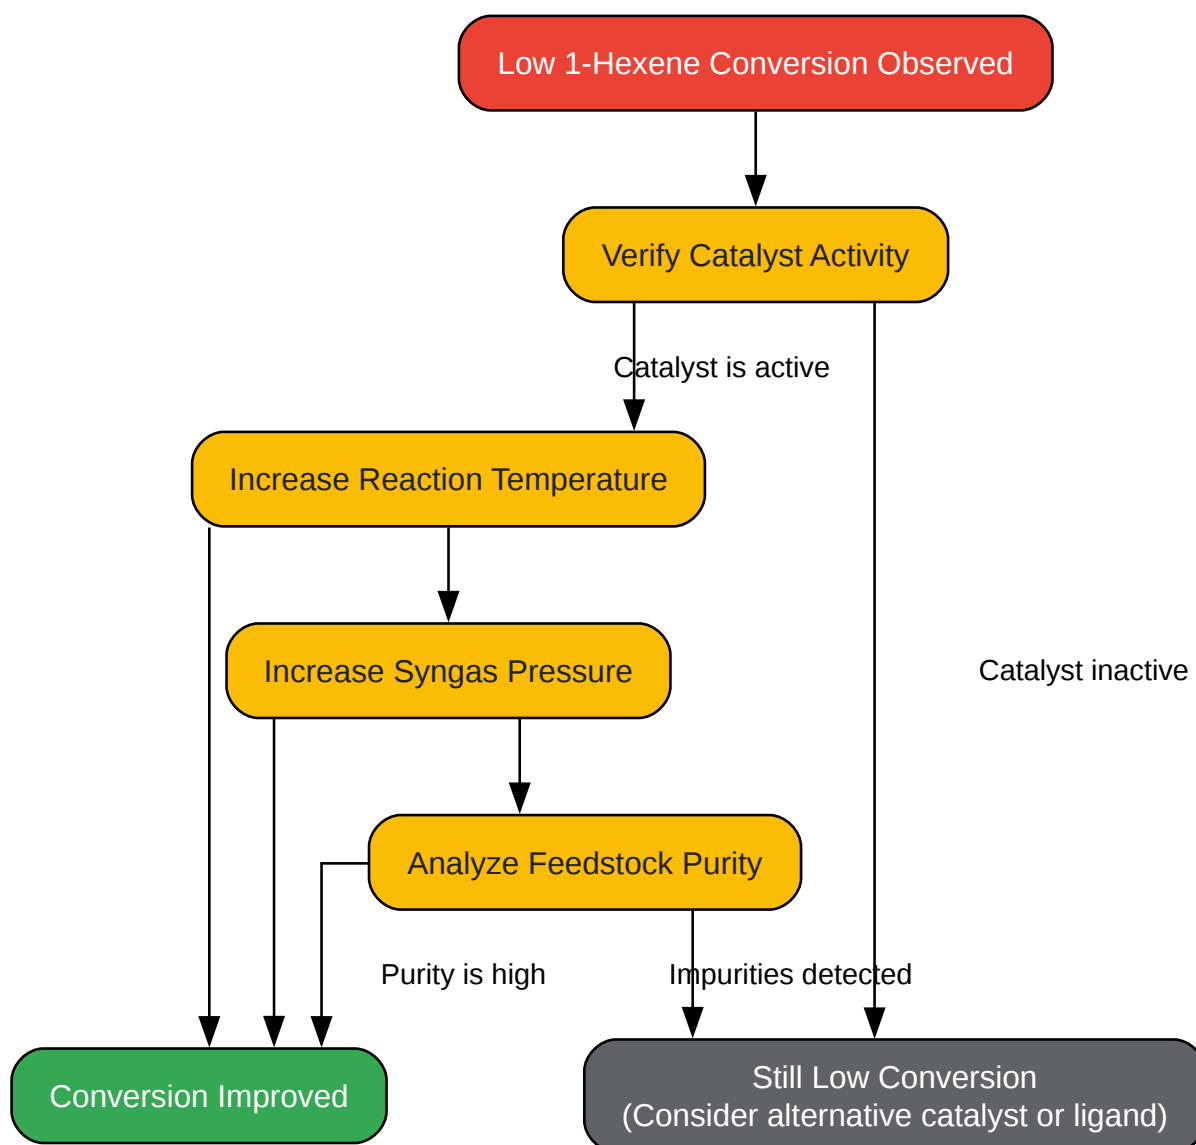 Low 1-Hexene Conversion Observed
Verify Catalyst Activity
Catalyst is active
Increase Reaction Temperature
Increase Syngas Pressure
Catalyst inactive
Analyze Feedstock Purity
Purity is high
Impurities detected
Conversion Improved
Still Low Conversion
(Consider alternative catalyst or ligand)